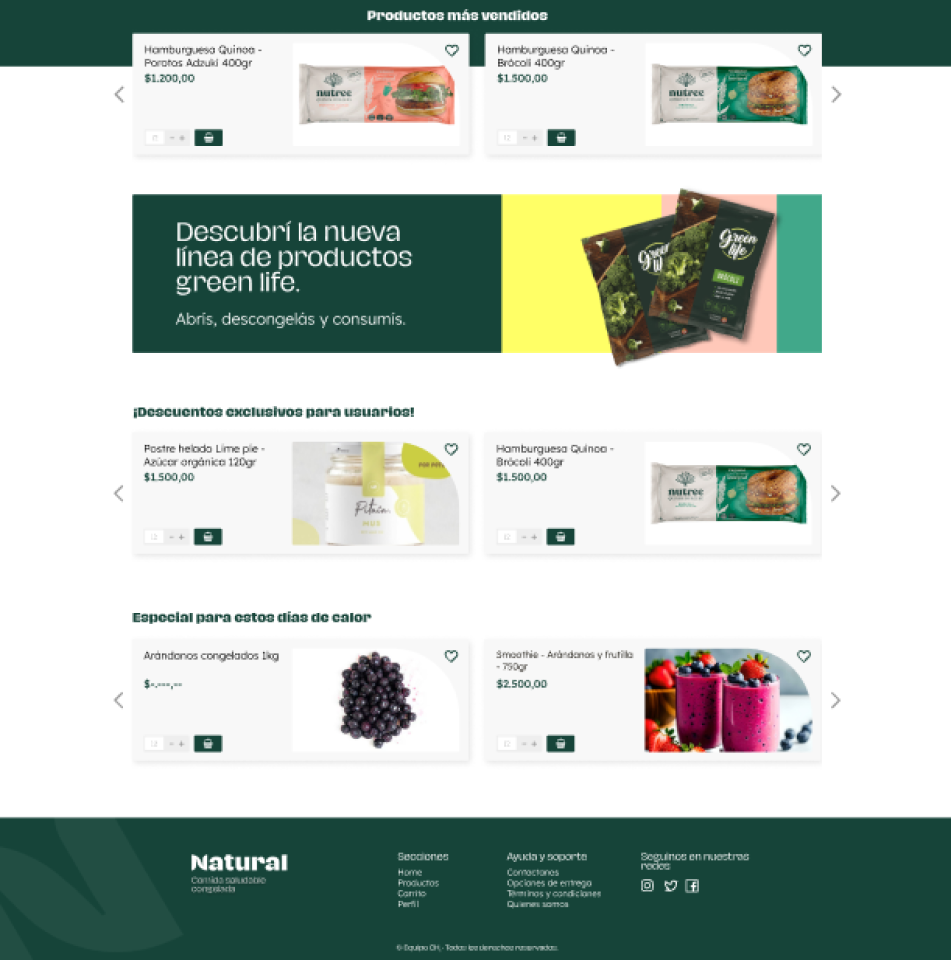 Productos más vendidos
Hamburguesa Quinoa -
Porotos Adzuki 400gr
$1.200,00
nutree
Hamburguesa Quinoa -
Brócoli 400gr
$1.500,00
nutree
Descubrí la nueva
línea de productos
green life.
Abrís, descongelás y consumís.
Green
life
BRÓCOLI
¡Descuentos exclusivos para usuarios!
Postre helado Lime pie -
Azúcar orgánica 120gr
$1.500,00
Pitaia
Hamburguesa Quinoa -
Brócoli 400gr
$1.500,00
nutree
Especial para estos días de calor
Arándanos congelados 1kg
$-.---,--
Smoothie - Arándanos y frutilla
- 750gr
$2.500,00
Natural
Comida saludable
congelada
Secciones
Home
Productos
Carrito
Perfil
Ayuda y soporte
Contactanos
Opciones de entrega
Términos y condiciones
Quienes somos
Seguinos en nuestras
redes
© Equipo CH, - Todos los derechos reservados.